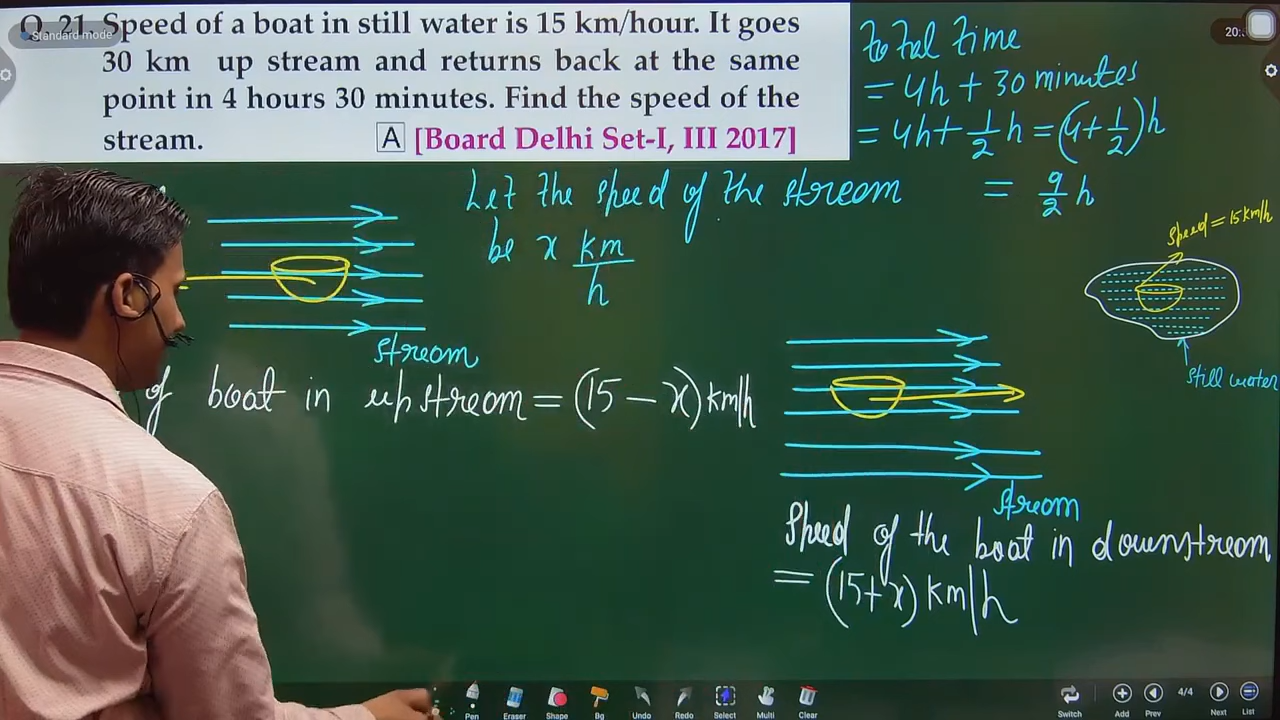 Q. 21. Speed of a boat in still water is 15 km/hour. It goes
30 km up stream and returns back at the same
point in 4 hours 30 minutes. Find the speed of the
stream. A [Board Delhi Set-I, III 2017]
Standard mode
20:
total time
= 4h + 30 minutes
= 4h + 1/2 h = (4 + 1/2) h
= 9/2 h
Let the speed of the stream
be x km/h
stream
of boat in upstream = (15 - x) km/h
Speed = 15 km/h
still water
stream
Speed of the boat in downstream
= (15 + x) km/h
Pen Eraser Shape Bg Undo Redo Select Multi Clear
Switch Add Prev 4/4 Next List